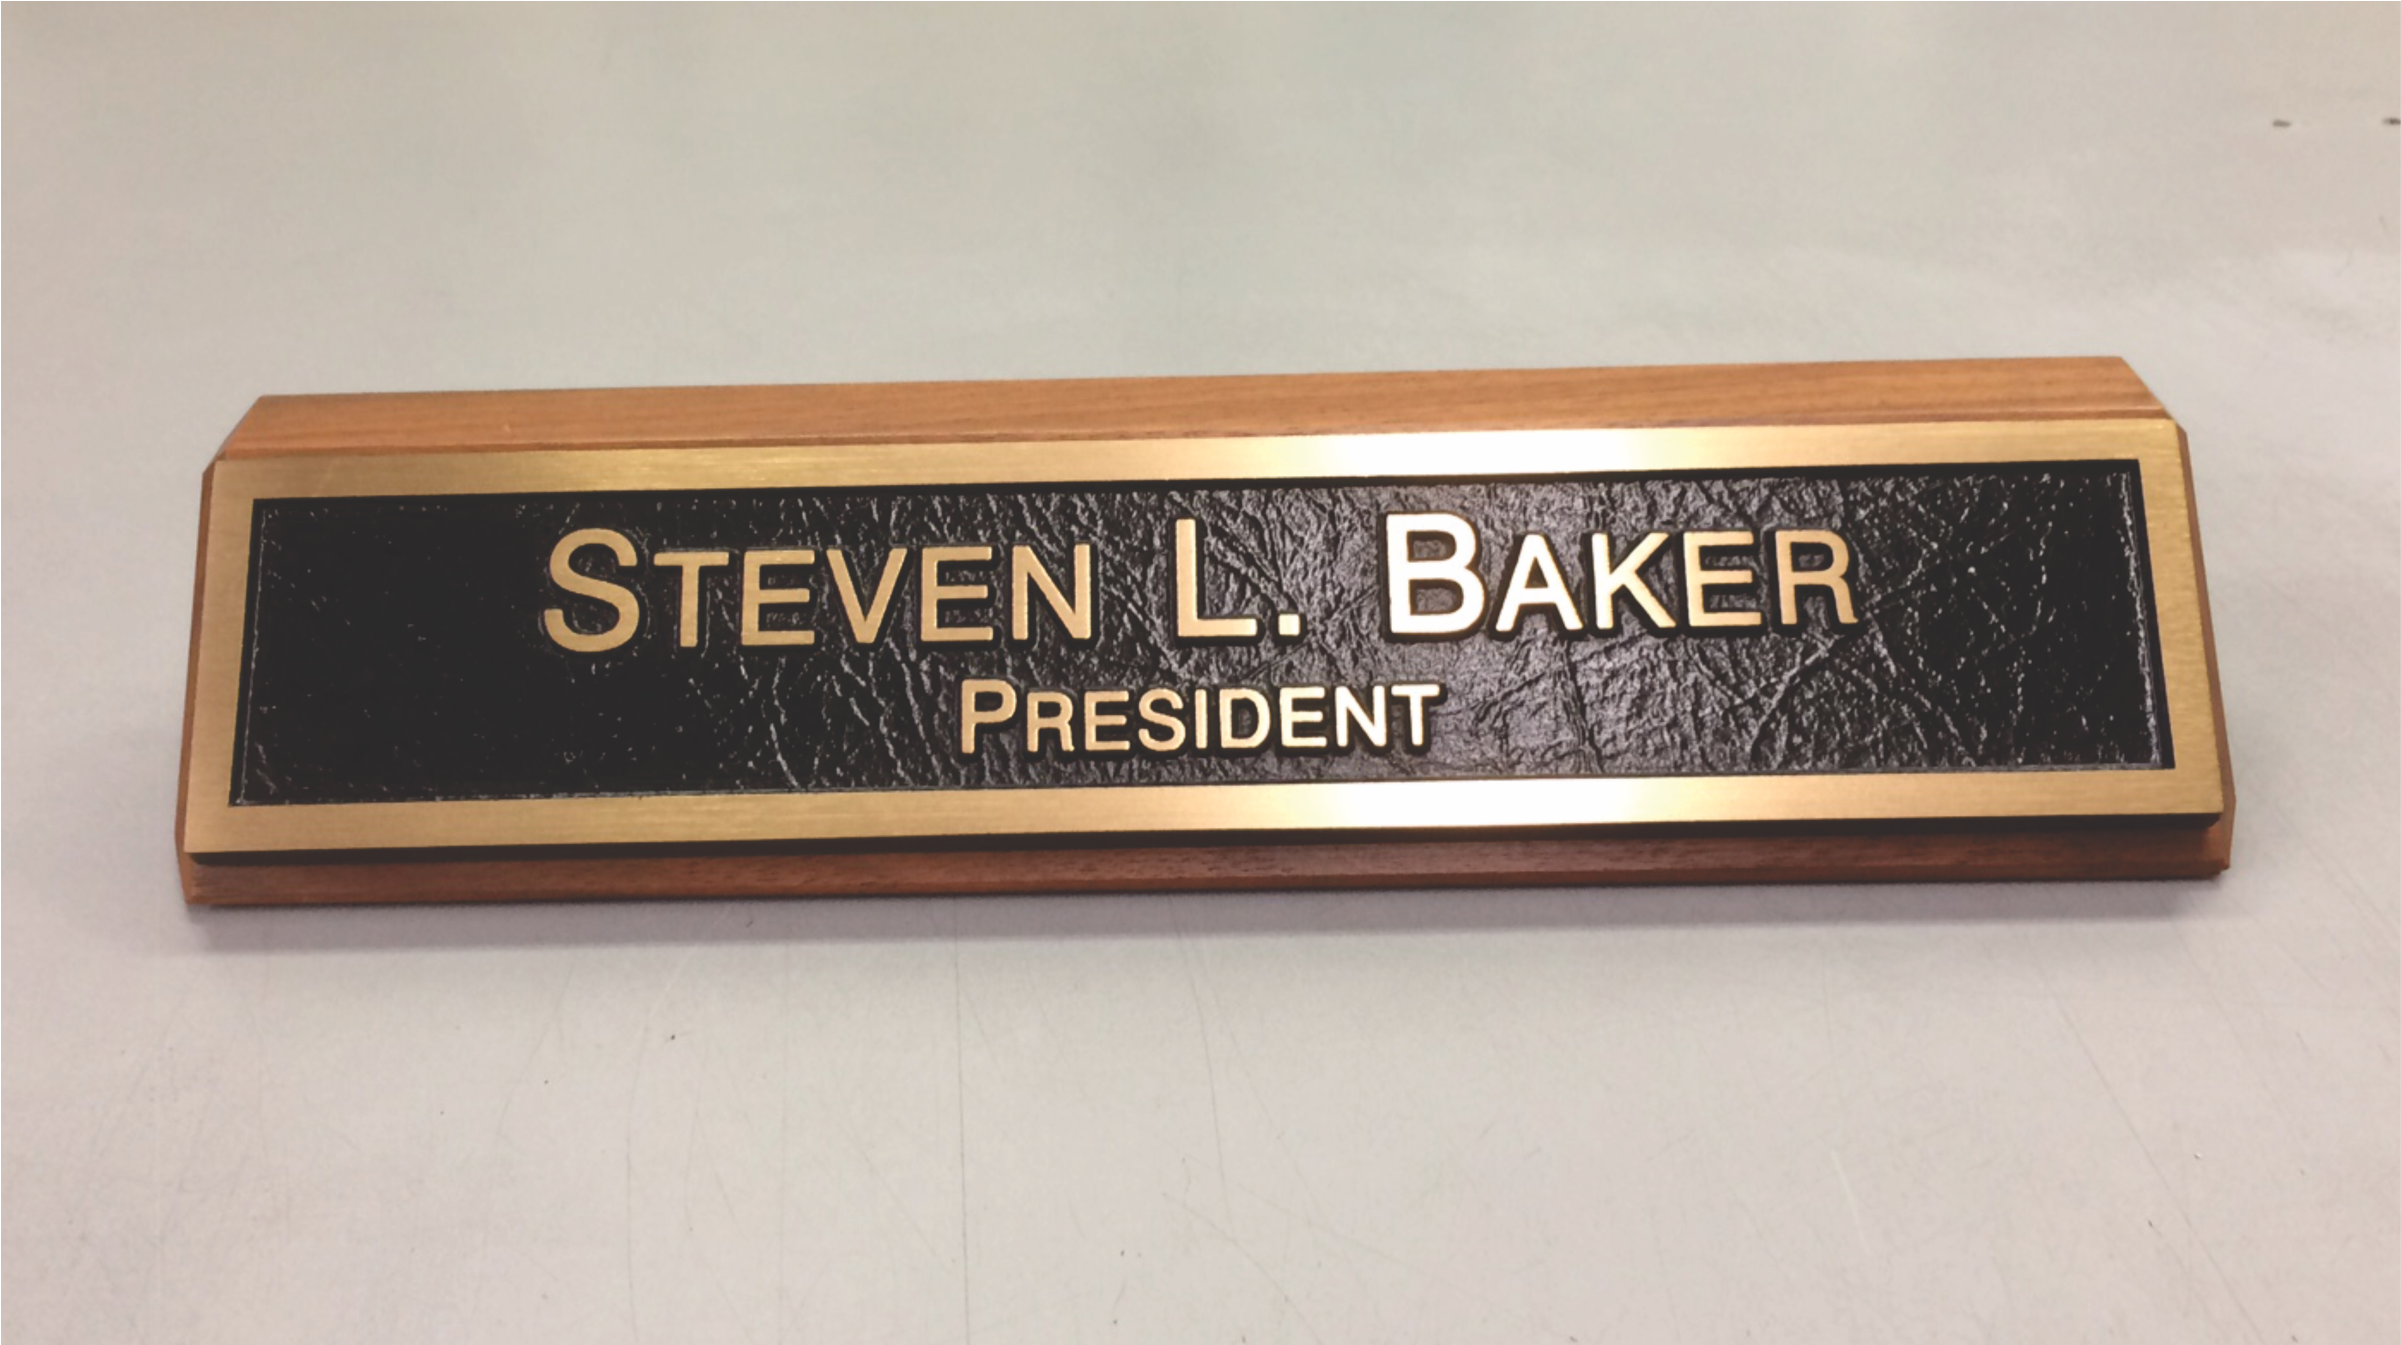 STEVEN L. BAKER
PRESIDENT